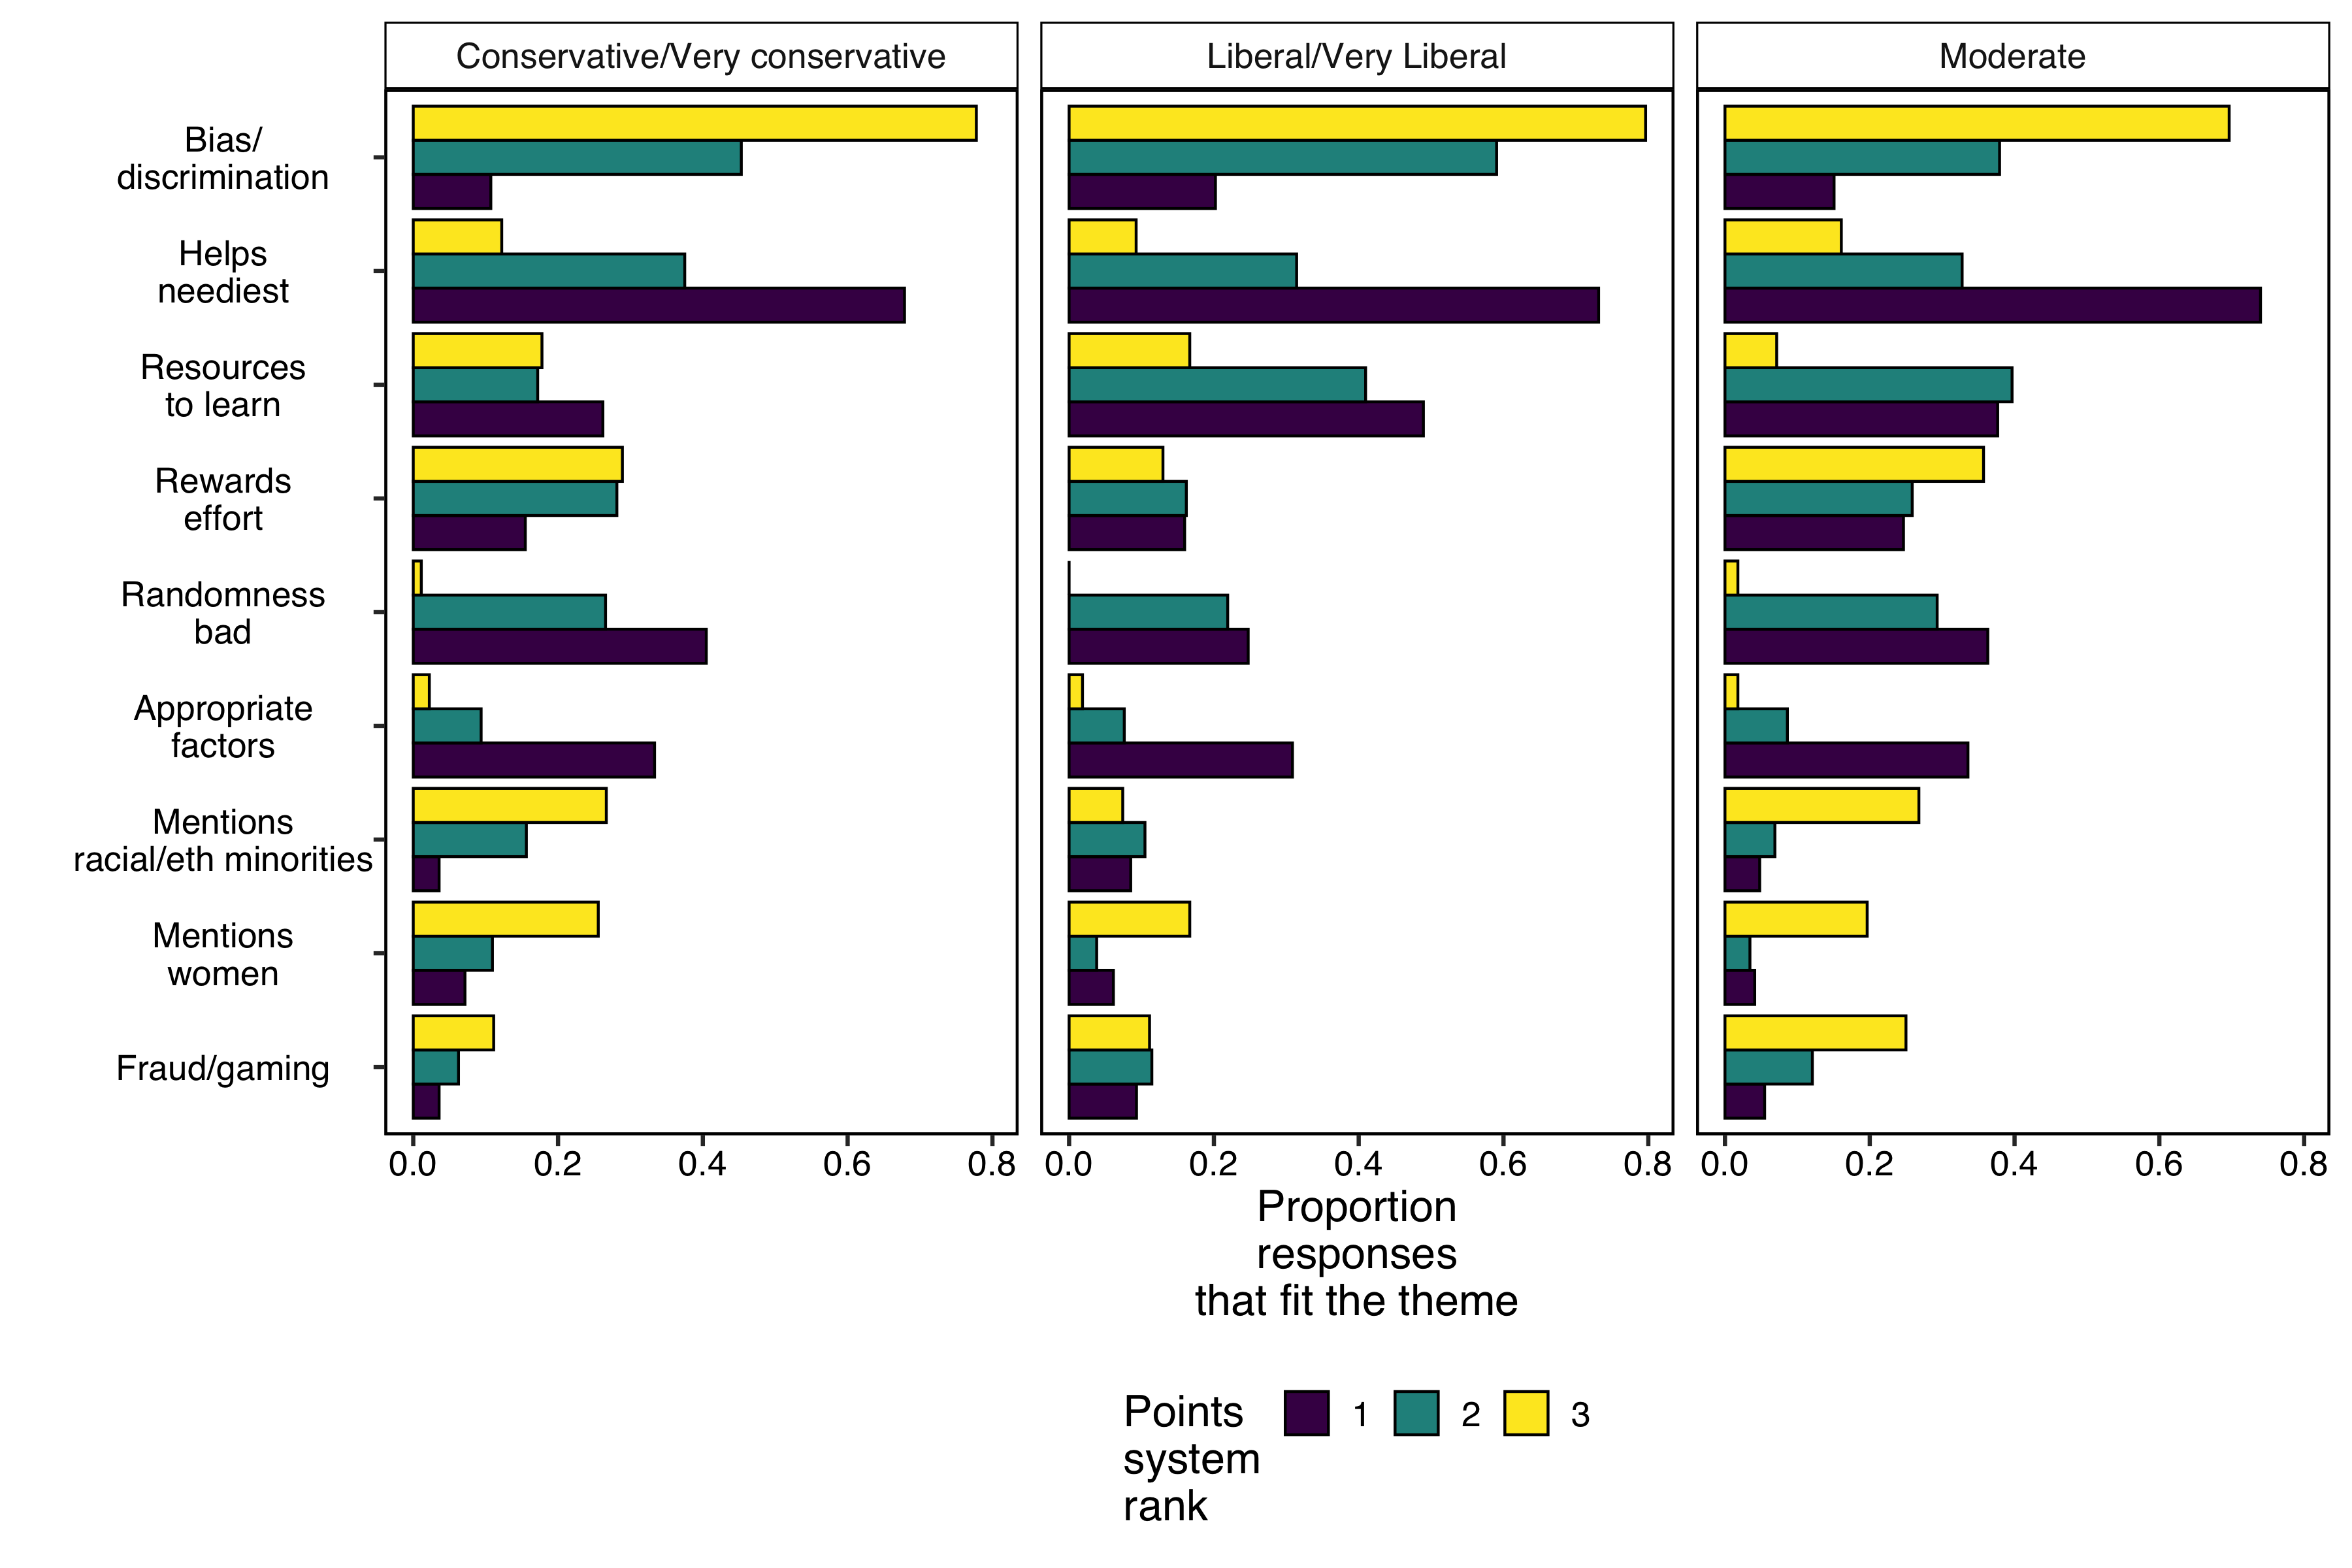 Conservative/Very conservative
Liberal/Very Liberal
Moderate
Bias/
discrimination
Helps
neediest
Resources
to learn
Rewards
effort
Randomness
bad
Appropriate
factors
Mentions
racial/eth minorities
Mentions
women
Fraud/gaming
0.0 0.2 0.4 0.6 0.8
0.0 0.2 0.4 0.6 0.8
0.0 0.2 0.4 0.6 0.8
Proportion
responses
that fit the theme
Points
system
rank
1 2 3